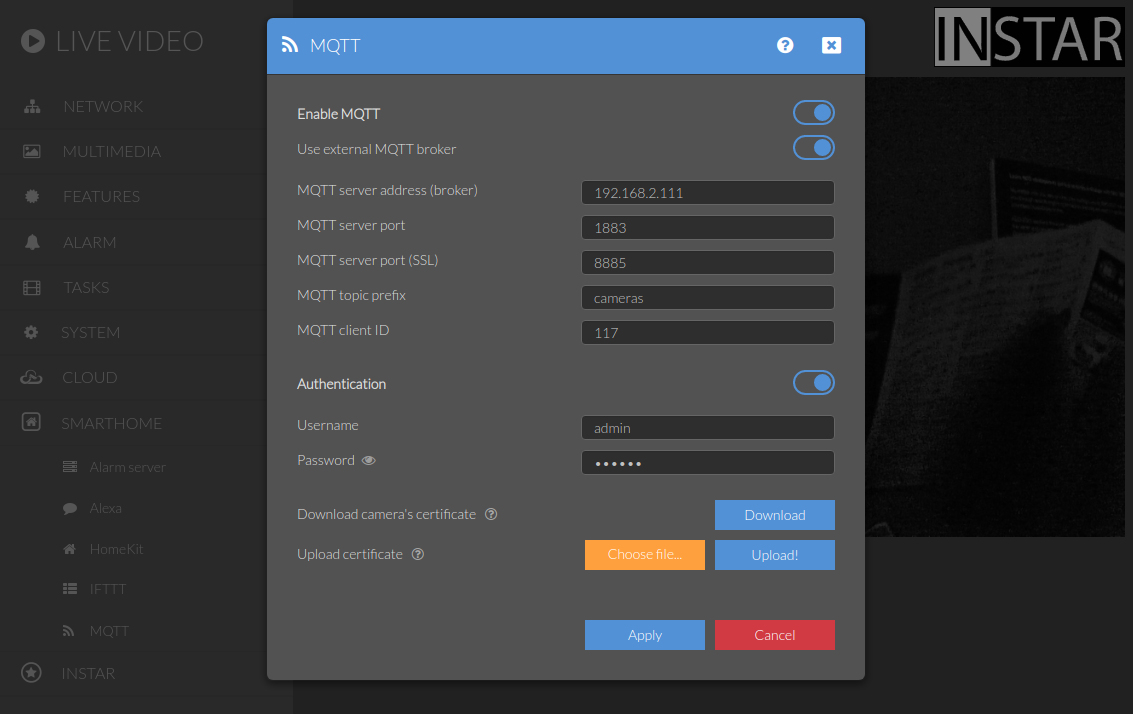 LIVE VIDEO
NETWORK
MULTIMEDIA
FEATURES
ALARM
TASKS
SYSTEM
CLOUD
SMARTHOME
Alarm server
Alexa
HomeKit
IFTTT
MQTT
INSTAR
MQTT
Enable MQTT
Use external MQTT broker
MQTT server address (broker) 192.168.2.111
MQTT server port 1883
MQTT server port (SSL) 8885
MQTT topic prefix cameras
MQTT client ID 117
Authentication
Username admin
Password ••••••
Download camera's certificate Download
Upload certificate Choose file... Upload!
Apply Cancel
INSTAR